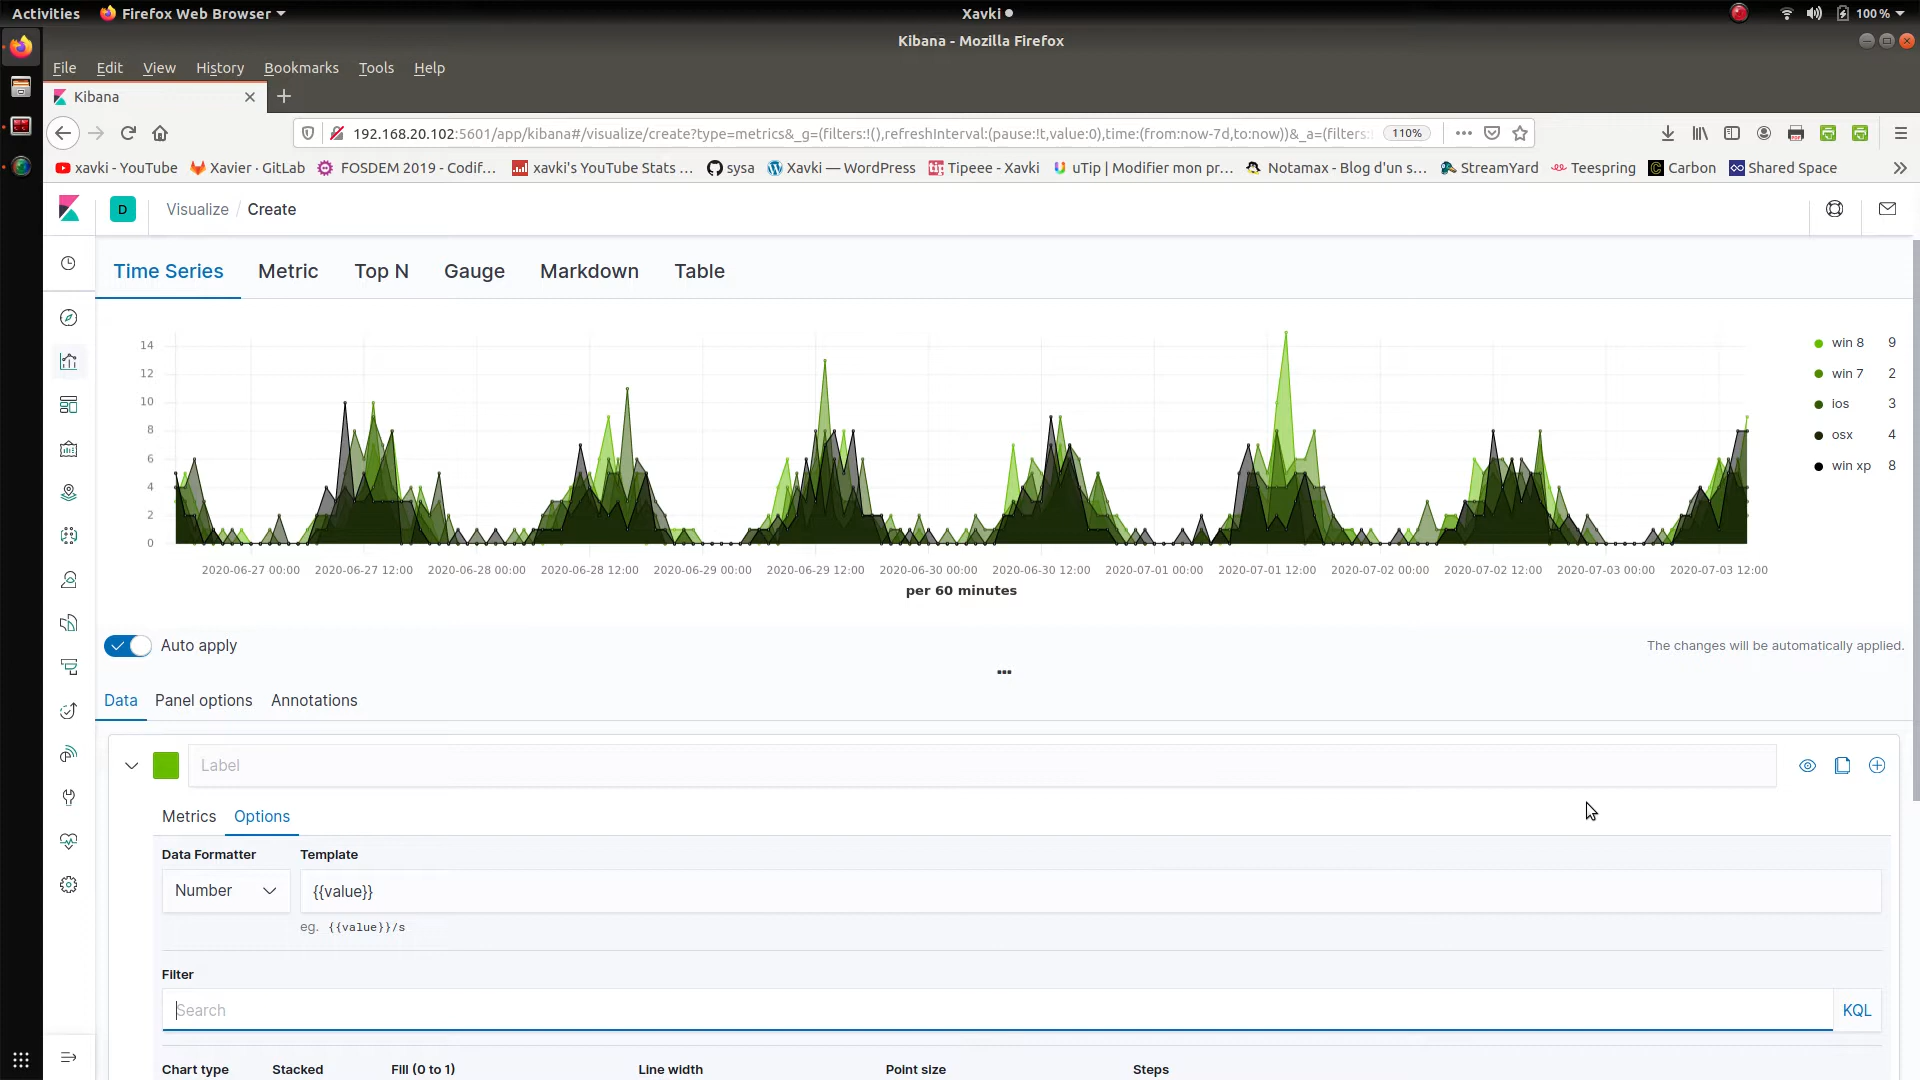 Activities Firefox Web Browser Xavki 100 %
Kibana - Mozilla Firefox
File Edit View History Bookmarks Tools Help
Kibana
192.168.20.102:5601/app/kibana#/visualize/create?type=metrics&_g=(filters:!(),refreshInterval:(pause:!t,value:0),time:(from:now-7d,to:now))&_a=(filters: 110%
xavki - YouTube Xavier · GitLab FOSDEM 2019 - Codif... xavki's YouTube Stats ... sysa Xavki — WordPress Tipeee - Xavki uTip | Modifier mon pr... Notamax - Blog d'un s... StreamYard Teespring Carbon Shared Space
D Visualize / Create
Time Series Metric Top N Gauge Markdown Table
14
12
10
8
6
4
2
0
win 8 9
win 7 2
ios 3
osx 4
win xp 8
2020-06-27 00:00 2020-06-27 12:00 2020-06-28 00:00 2020-06-28 12:00 2020-06-29 00:00 2020-06-29 12:00 2020-06-30 00:00 2020-06-30 12:00 2020-07-01 00:00 2020-07-01 12:00 2020-07-02 00:00 2020-07-02 12:00 2020-07-03 00:00 2020-07-03 12:00
per 60 minutes
Auto apply The changes will be automatically applied.
Data Panel options Annotations
Label
Metrics Options
Data Formatter Template
Number {{value}}
eg. {{value}}/s
Filter
Search KQL
Chart type Stacked Fill (0 to 1) Line width Point size Steps